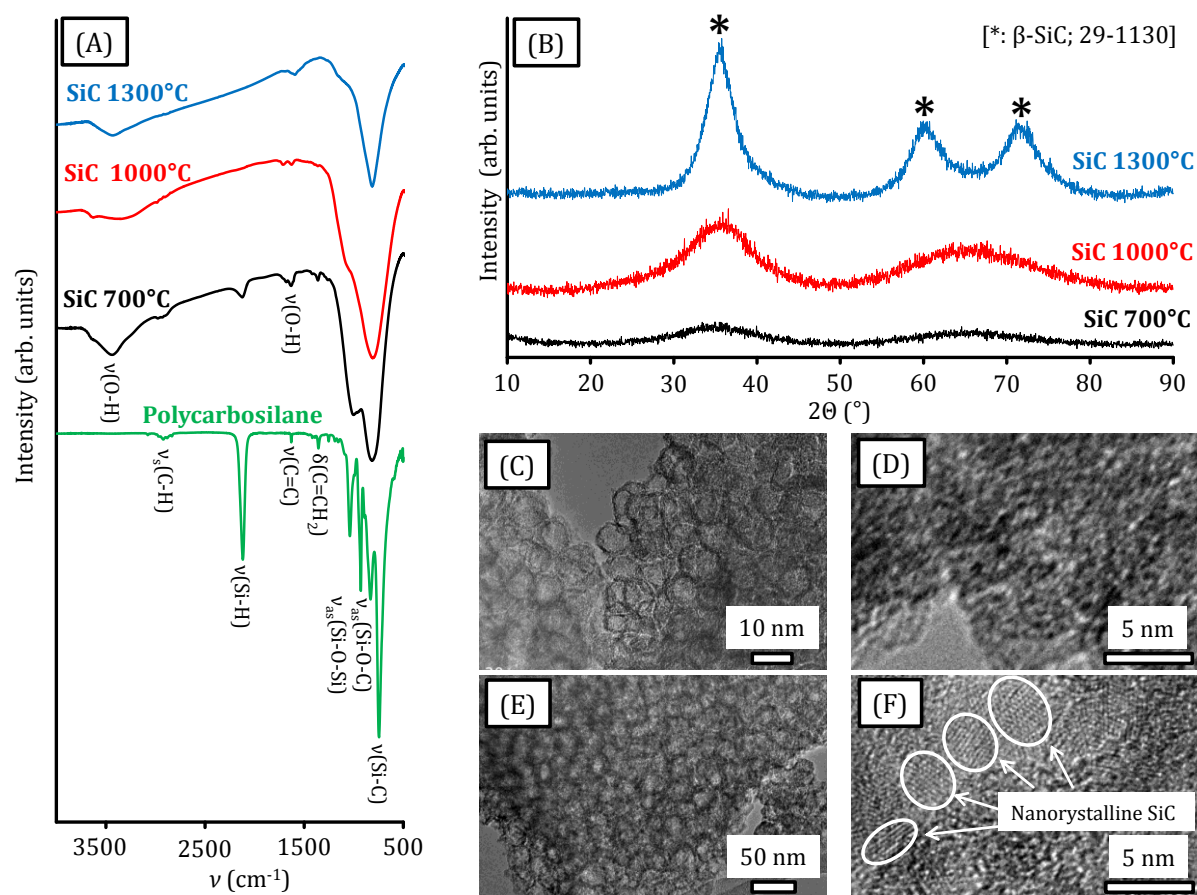 (A)
SiC 1300°C
SiC 1000°C
SiC 700°C
ν(O-H)
ν(O-H)
Polycarbosilane
νs(C-H)
ν(Si-H)
ν(C=C)
δ(C=CH2)
νas(Si-O-Si)
νas(Si-O-C)
ν(Si-C)
Intensity (arb. units)
3500 2500 1500 500
ν (cm-1)
(B)
[*: β-SiC; 29-1130]
* * *
SiC 1300°C
SiC 1000°C
SiC 700°C
Intensity (arb. units)
10 20 30 40 50 60 70 80 90
2Θ (°)
(C)
10 nm
(D)
5 nm
(E)
50 nm
(F)
Nanorystalline SiC
5 nm